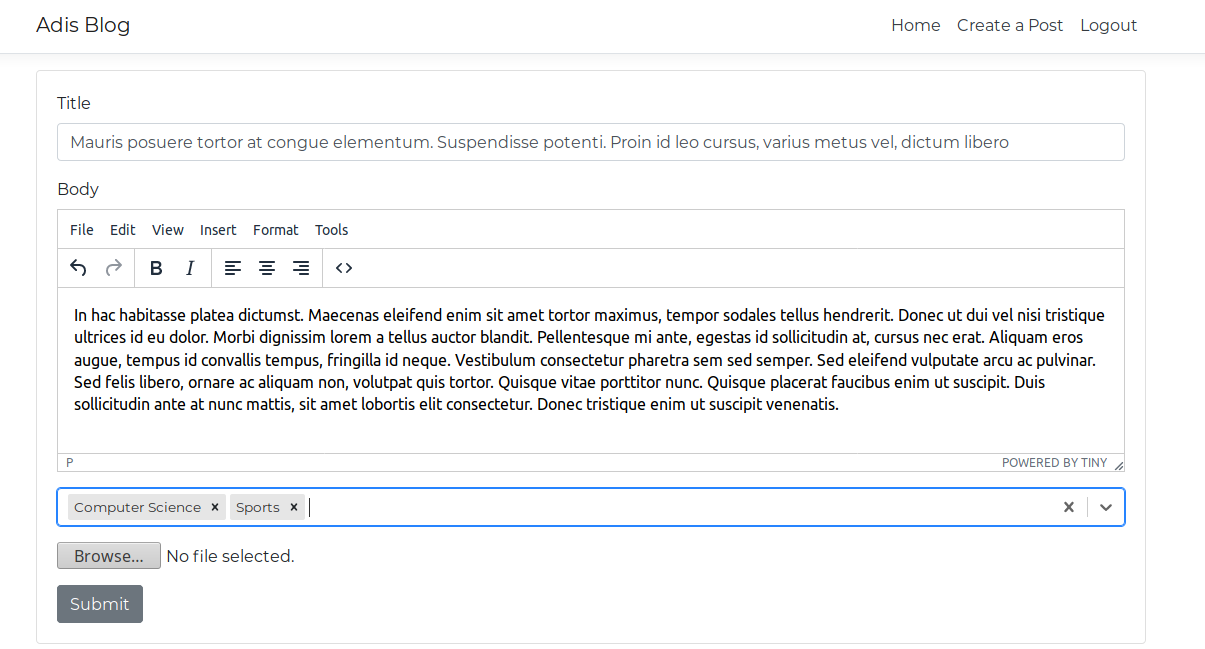 Adis Blog Home Create a Post Logout
Title
Mauris posuere tortor at congue elementum. Suspendisse potenti. Proin id leo cursus, varius metus vel, dictum libero
Body
File Edit View Insert Format Tools
B I
In hac habitasse platea dictumst. Maecenas eleifend enim sit amet tortor maximus, tempor sodales tellus hendrerit. Donec ut dui vel nisi tristique
ultrices id eu dolor. Morbi dignissim lorem a tellus auctor blandit. Pellentesque mi ante, egestas id sollicitudin at, cursus nec erat. Aliquam eros
augue, tempus id convallis tempus, fringilla id neque. Vestibulum consectetur pharetra sem sed semper. Sed eleifend vulputate arcu ac pulvinar.
Sed felis libero, ornare ac aliquam non, volutpat quis tortor. Quisque vitae porttitor nunc. Quisque placerat faucibus enim ut suscipit. Duis
sollicitudin ante at nunc mattis, sit amet lobortis elit consectetur. Donec tristique enim ut suscipit venenatis.
P POWERED BY TINY
Computer Science Sports
Browse... No file selected.
Submit